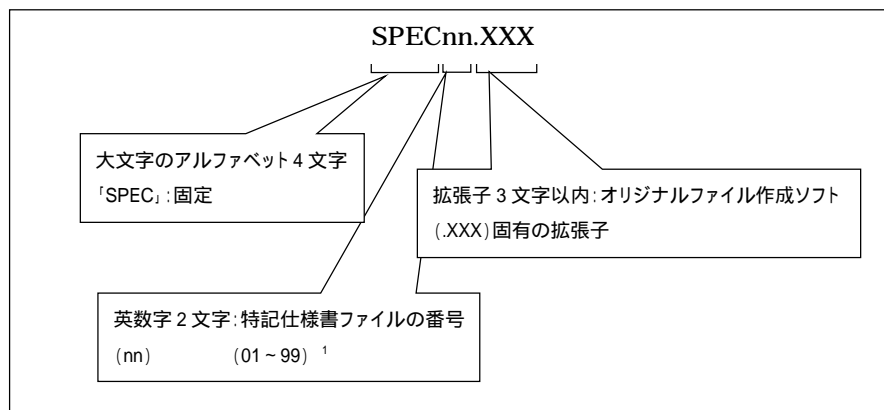 SPECnn.XXX
大文字のアルファベット4文字
「SPEC」:固定
拡張子3文字以内:オリジナルファイル作成ソフト
(.XXX)固有の拡張子
英数字2文字:特記仕様書ファイルの番号
(nn) (01~99) 1